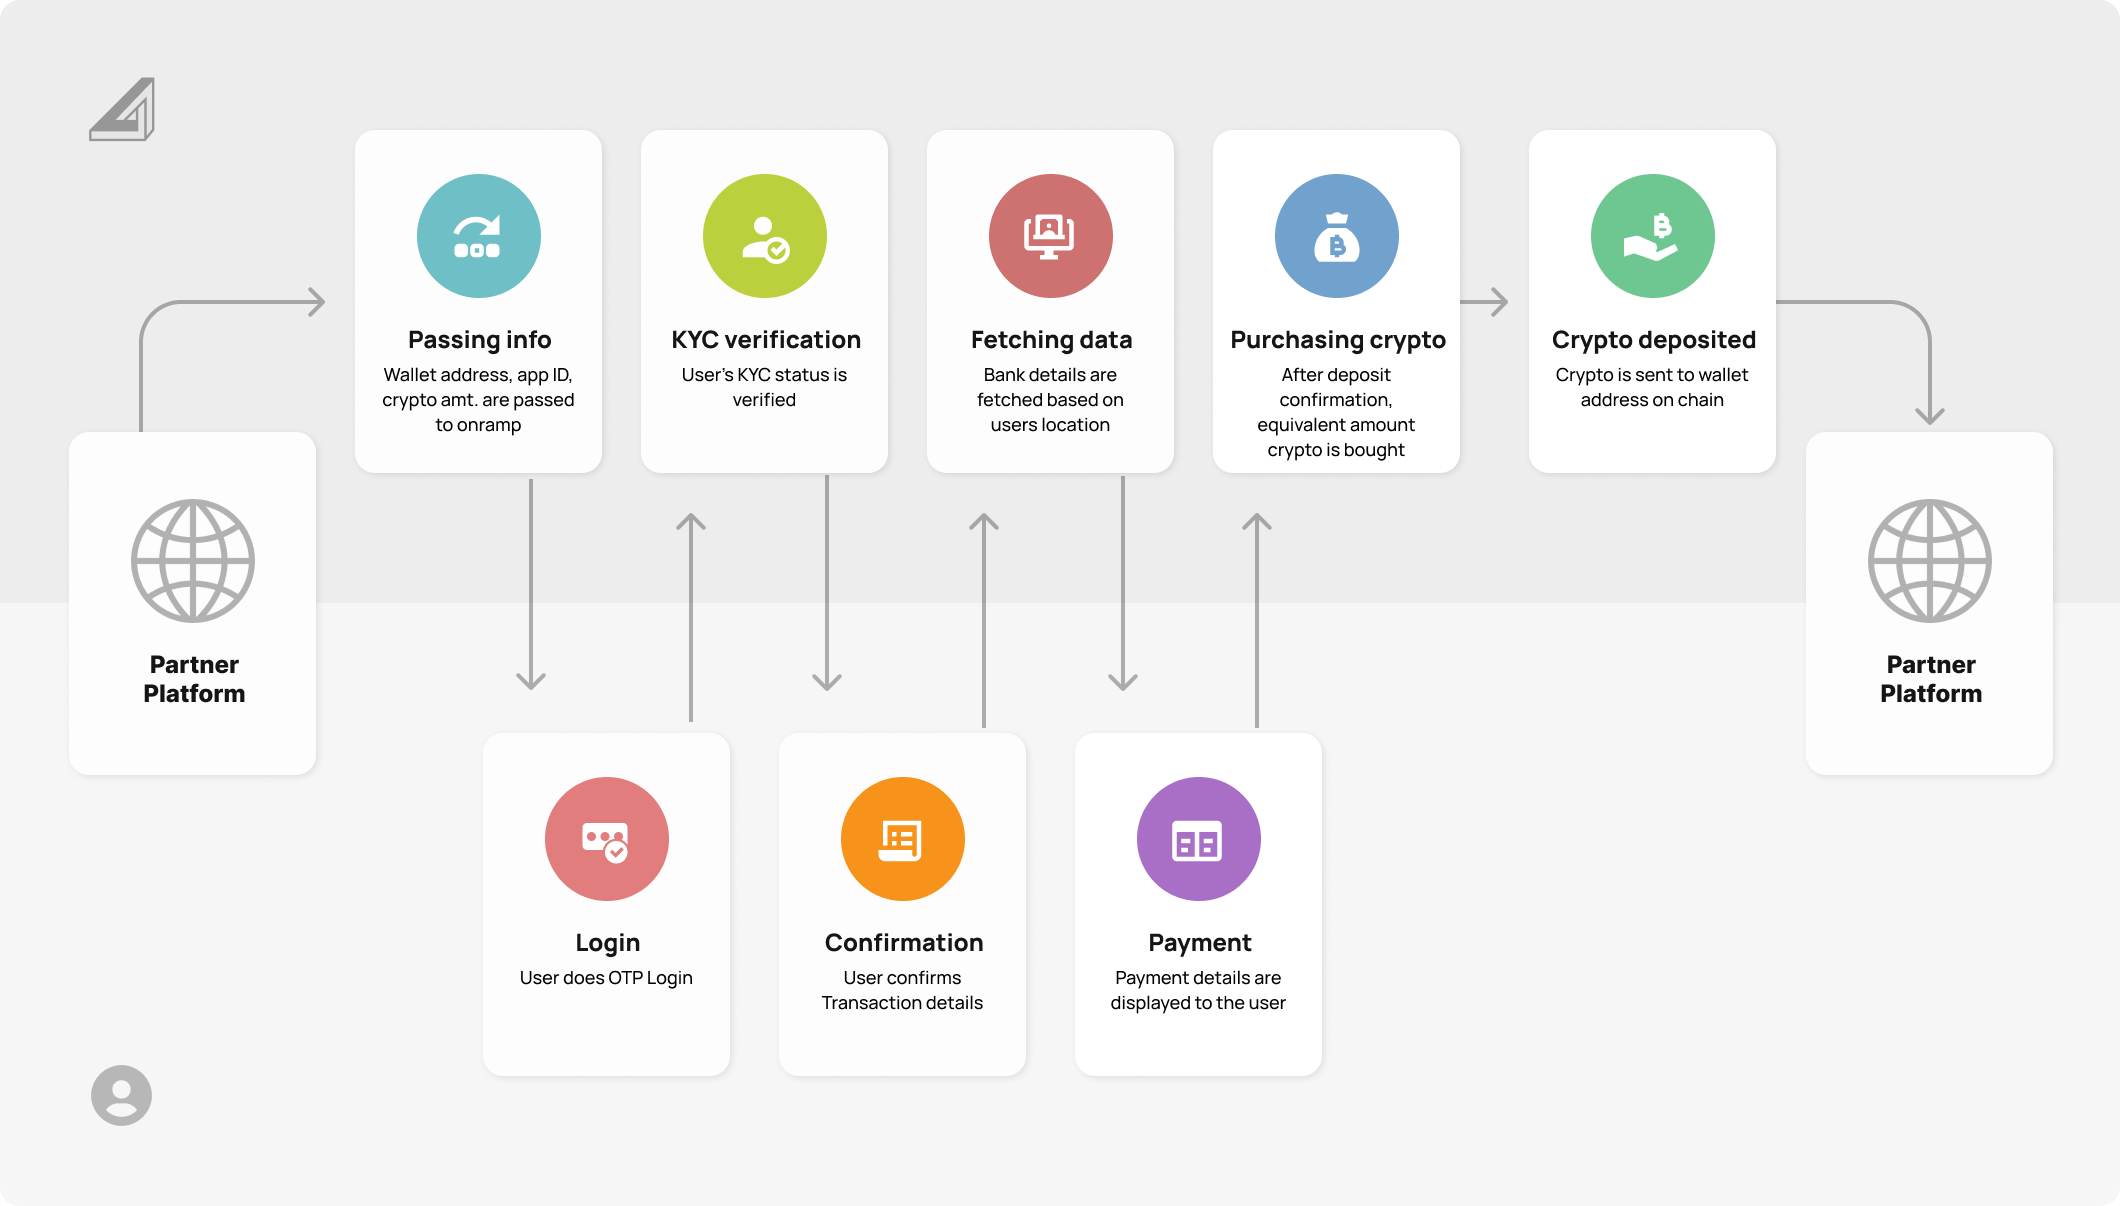 Passing info
Wallet address, app ID,
crypto amt. are passed
to onramp
KYC verification
User's KYC status is
verified
Fetching data
Bank details are
fetched based on
users location
Purchasing crypto
After deposit
confirmation,
equivalent amount
crypto is bought
Crypto deposited
Crypto is sent to wallet
address on chain
Partner
Platform
Partner
Platform
Login
User does OTP Login
Confirmation
User confirms
Transaction details
Payment
Payment details are
displayed to the user